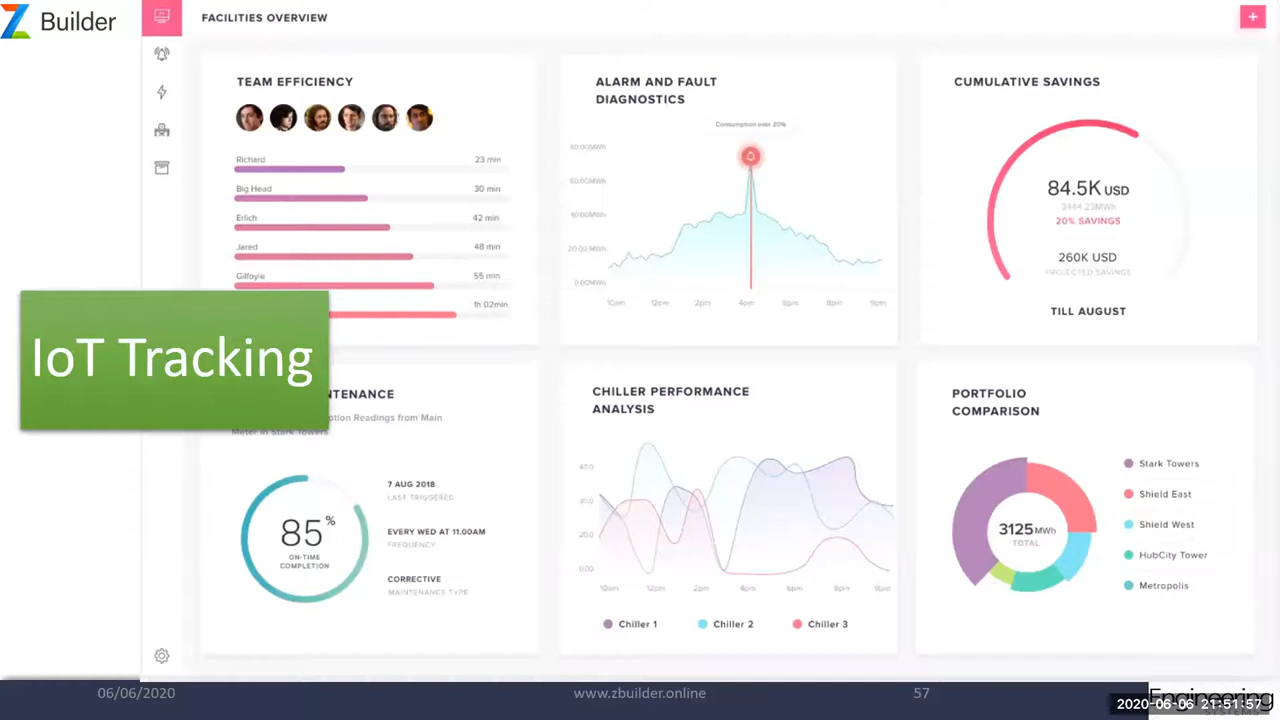 Builder
FACILITIES OVERVIEW
TEAM EFFICIENCY
Richard 23 min
Big Head 30 min
Erlich 42 min
Jared 48 min
Gilfoyle 55 min
1h 02min
ALARM AND FAULT
DIAGNOSTICS
Consumption over 20%
80.00MWh
60.00MWh
40.00MWh
20.00 MWh
0.00MWh
10am 12pm 2pm 4pm 6pm 8pm 9pm
CUMULATIVE SAVINGS
84.5K USD
3444.23MWh
20% SAVINGS
260K USD
PROJECTED SAVINGS
TILL AUGUST
IoT Tracking
NTENANCE
ption Readings from Main
Meter in Stark Towers
85%
ON-TIME
COMPLETION
7 AUG 2018
LAST TRIGGERED
EVERY WED AT 11.00AM
FREQUENCY
CORRECTIVE
MAINTENANCE TYPE
CHILLER PERFORMANCE
ANALYSIS
40.0
30.0
20.0
0.00
10am 12pm 2pm 4pm 6pm 8pm 9pm
Chiller 1 Chiller 2 Chiller 3
PORTFOLIO
COMPARISON
3125 MWh
TOTAL
Stark Towers
Shield East
Shield West
HubCity Tower
Metropolis
06/06/2020 www.zbuilder.online 57
Engineering
2020-06-06 21:51:57